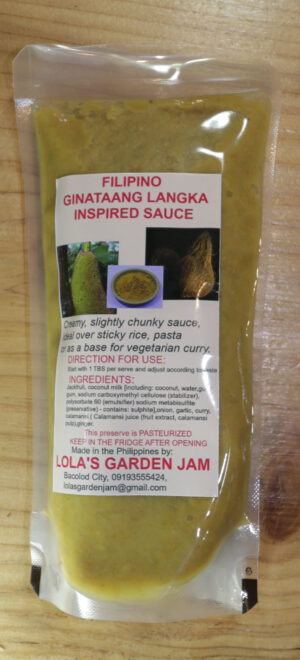 FILIPINO
GINATAANG LANGKA
INSPIRED SAUCE
Creamy, slightly chunky sauce,
ideal over sticky rice, pasta
or as a base for vegetarian curry.
DIRECTION FOR USE:
Start with 1 TBS per serve and adjust according to taste
INGREDIENTS:
Jackfruit, coconut milk [including: coconut, water,guar
gum, sodium carboxymethyl cellulose (stabilizer),
polysorbate 60 (emulsifier) sodium metabisulfite
(preservative) - contains: sulphite],onion, garlic, curry,
calamansi,( Calamansi juice (fruit extract, calamansi
pulp),ginger.
This preserve is PASTEURIZED
KEEP IN THE FRIDGE AFTER OPENING
Made in the Philippines by:
LOLA'S GARDEN JAM
Bacolod City, 09193555424,
lolasgardenjam@gmail.com